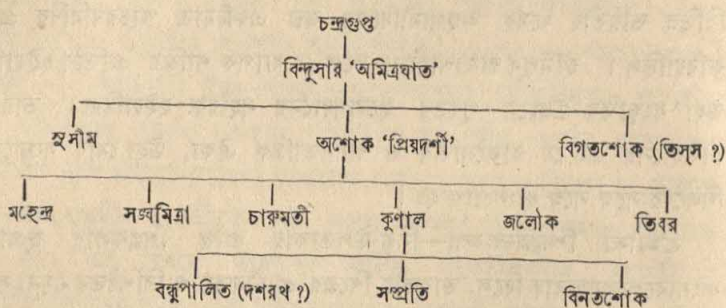 চন্দ্রগুপ্ত
বিন্দুসার ‘অমিত্রঘাত’
সুসীম অশোক ‘প্রিয়দর্শী’ বিগতশোক (তিস্‌স ?)
মহেন্দ্র সঙ্ঘমিত্রা চারুমতী কুণাল জলোক তিবর
বন্ধুপালিত (দশরথ ?) সম্প্রতি বিনতশোক